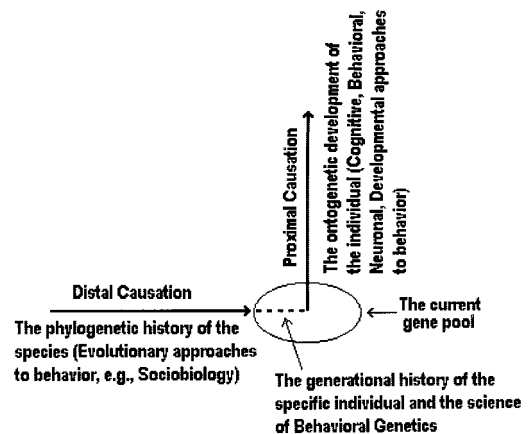 Proximal Causation
The ontogenetic development of
the individual (Cognitive, Behavioral,
Neuronal, Developmental approaches
to behavior)
Distal Causation
The phylogenetic history of the
species (Evolutionary approaches
to behavior, e.g., Sociobiology)
The current
gene pool
The generational history of the
specific individual and the science
of Behavioral Genetics